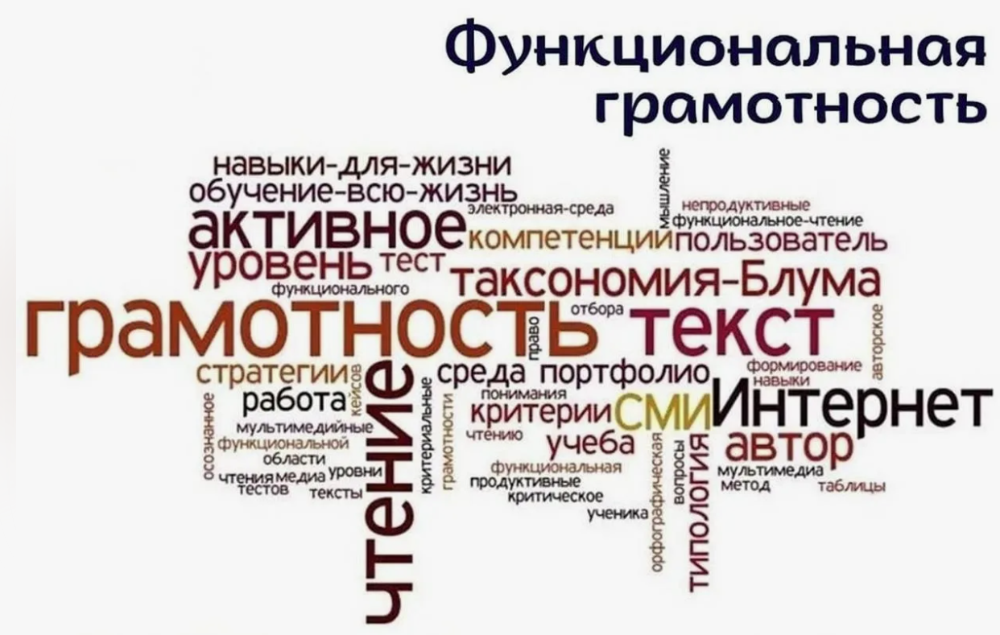 Функциональная
грамотность
навыки-для-жизни
обучение-всю-жизнь
мышление
электронная-среда
непродуктивные
функциональное-чтение
активное
компетенции
пользователь
уровень
тест
таксономия-Блума
функционального
грамотность
отбора
право
текст
авторское
стратегии
кейсов
чтение
среда
портфолио
формирование
навыки
работа
осознанное
критериальные
грамотности
понимания
критерии
СМИ
Интернет
мультимедийные
функциональной
чтению
учеба
автор
области
орфографическая
вопросы
типология
функциональная
мультимедиа
чтения
медиа
уровни
продуктивные
метод
таблицы
тестов
тексты
критическое
ученика